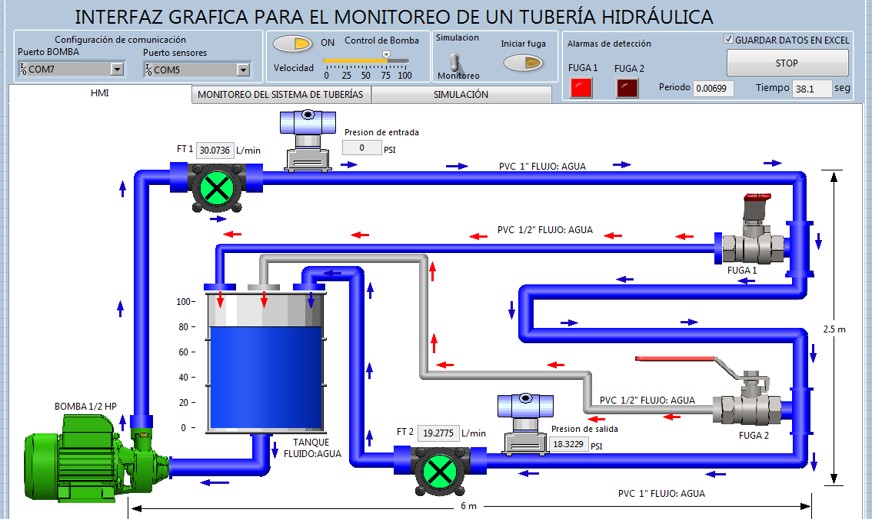 INTERFAZ GRAFICA PARA EL MONITOREO DE UN TUBERÍA HIDRÁULICA
Configuración de comunicación
Puerto BOMBA
Puerto sensores
COM7
COM5
ON
Control de Bomba
Velocidad
0 25 50 75 100
Simulacion
Monitoreo
Iniciar fuga
Alarmas de detección
FUGA 1
FUGA 2
GUARDAR DATOS EN EXCEL
STOP
Periodo 0.00699
Tiempo 38.1 seg
HMI
MONITOREO DEL SISTEMA DE TUBERÍAS
SIMULACIÓN
FT 1 30.0736 L/min
Presion de entrada
0 PSI
PVC 1" FLUJO: AGUA
PVC 1/2" FLUJO: AGUA
FUGA 1
100
80
60
40
20
0
2.5 m
PVC 1/2" FLUJO: AGUA
FUGA 2
BOMBA 1/2 HP
TANQUE
FLUIDO:AGUA
FT 2 19.2775 L/min
Presion de salida
18.3229 PSI
PVC 1" FLUJO: AGUA
6 m